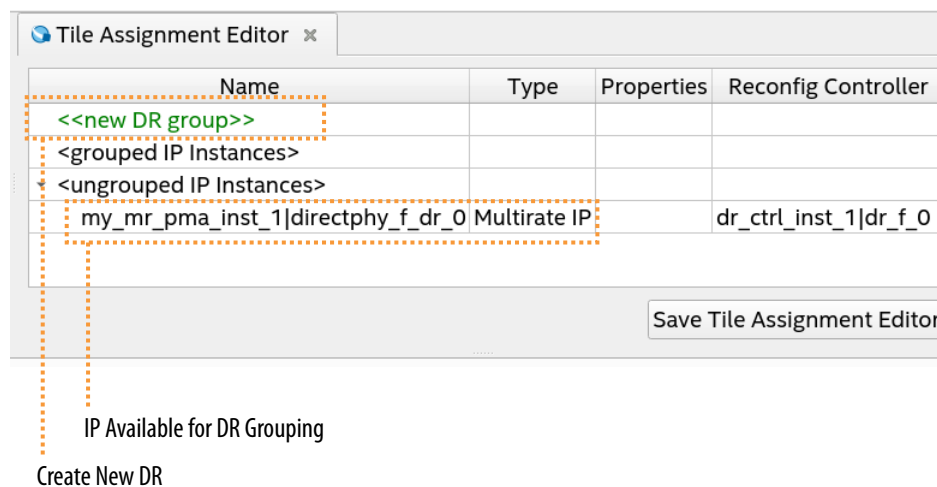 Tile Assignment Editor
Name Type Properties Reconfig Controller
<<new DR group>>
<grouped IP Instances>
<ungrouped IP Instances>
my_mr_pma_inst_1|directphy_f_dr_0 Multirate IP dr_ctrl_inst_1|dr_f_0
Save Tile Assignment Editor
IP Available for DR Grouping
Create New DR